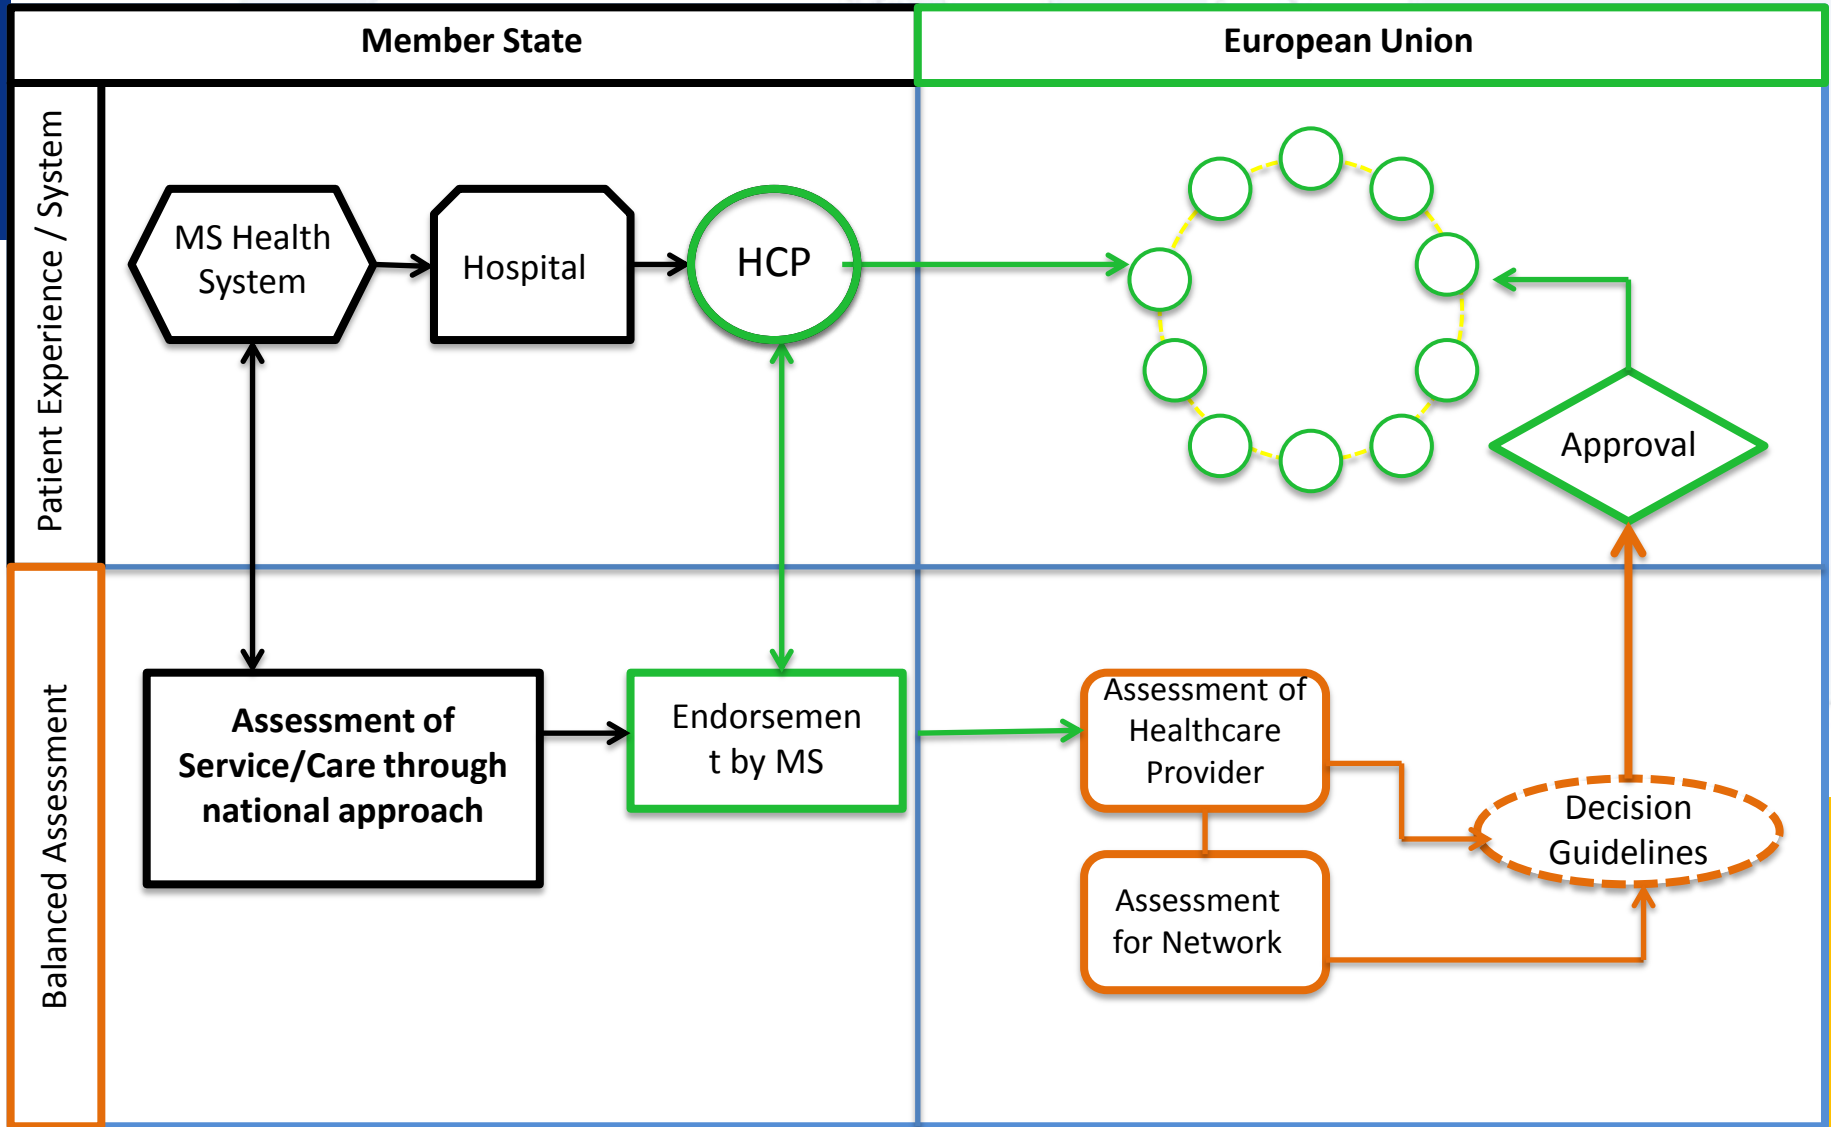 Member State
European Union
Patient Experience / System
MS Health
System
Hospital
HCP
Approval
Balanced Assessment
Assessment of
Service/Care through
national approach
Endorsemen
t by MS
Assessment of
Healthcare
Provider
Assessment
for Network
Decision
Guidelines